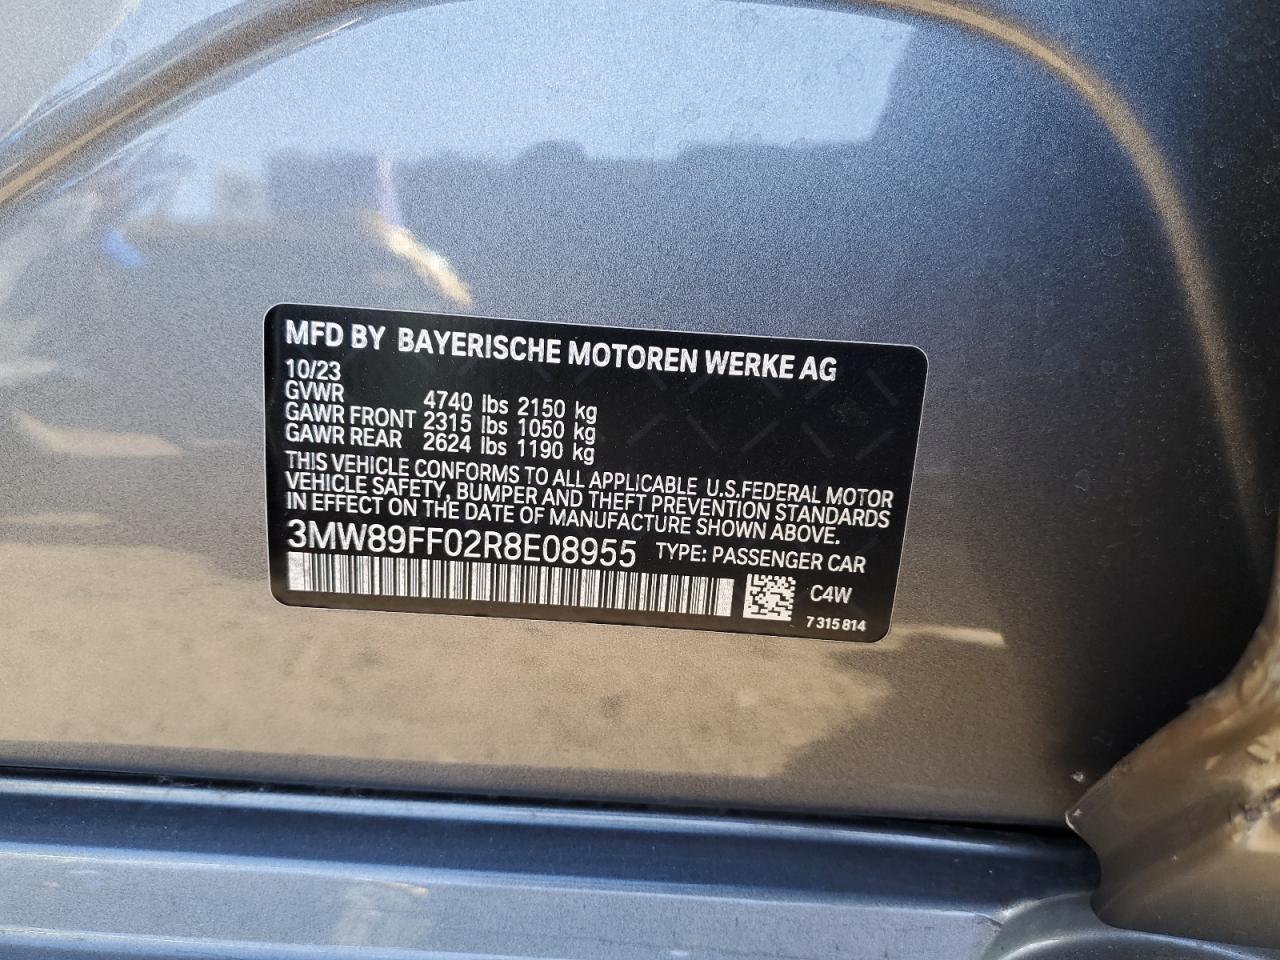 MFD BY BAYERISCHE MOTOREN WERKE AG
10/23
GVWR 4740 lbs 2150 kg
GAWR FRONT 2315 lbs 1050 kg
GAWR REAR 2624 lbs 1190 kg
THIS VEHICLE CONFORMS TO ALL APPLICABLE U.S.FEDERAL MOTOR
VEHICLE SAFETY, BUMPER AND THEFT PREVENTION STANDARDS
IN EFFECT ON THE DATE OF MANUFACTURE SHOWN ABOVE.
3MW89FF02R8E08955 TYPE: PASSENGER CAR
C4W
7 315 814